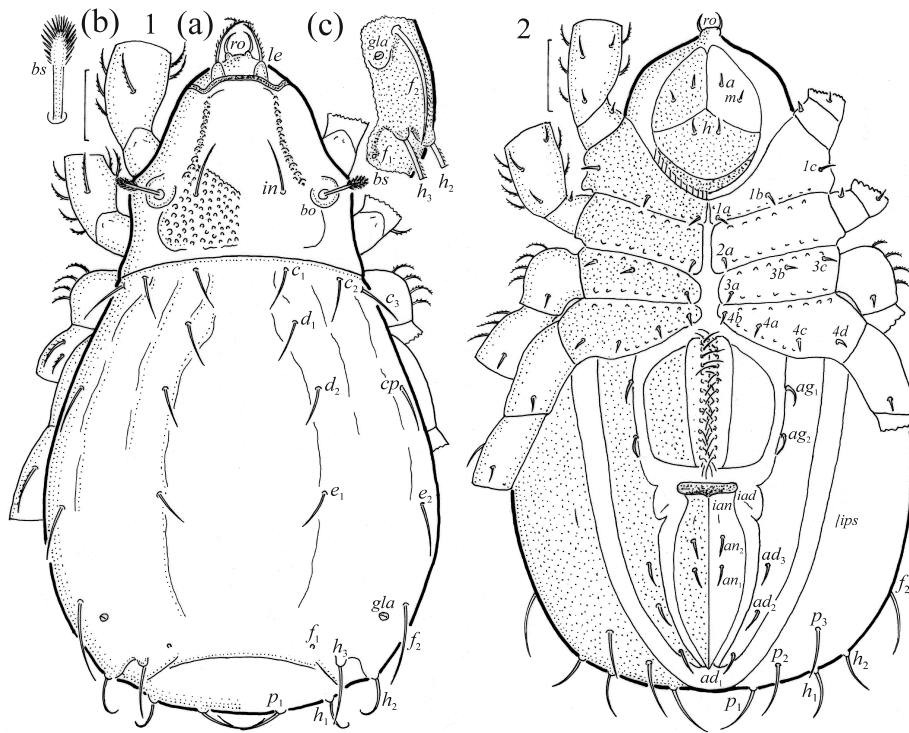 (b) 1 (a) (c) 2
bs
ro
le
gla
f₂
f₁
bs
h₃ h₂
in
bo
c₁
c₂
c₃
d₁
d₂
cp
e₁
e₂
gla
f₁
h₃
f₂
p₁
h₁
h₂
ro
a
m
h
1c
1b
1a
2a
3b
3c
3a
4b
4a
4c
4d
ag₁
ag₂
ian
iad
ips
an₂
an₁
ad₃
ad₂
ad₁
f₂
p₃
p₂
h₂
p₁
h₁